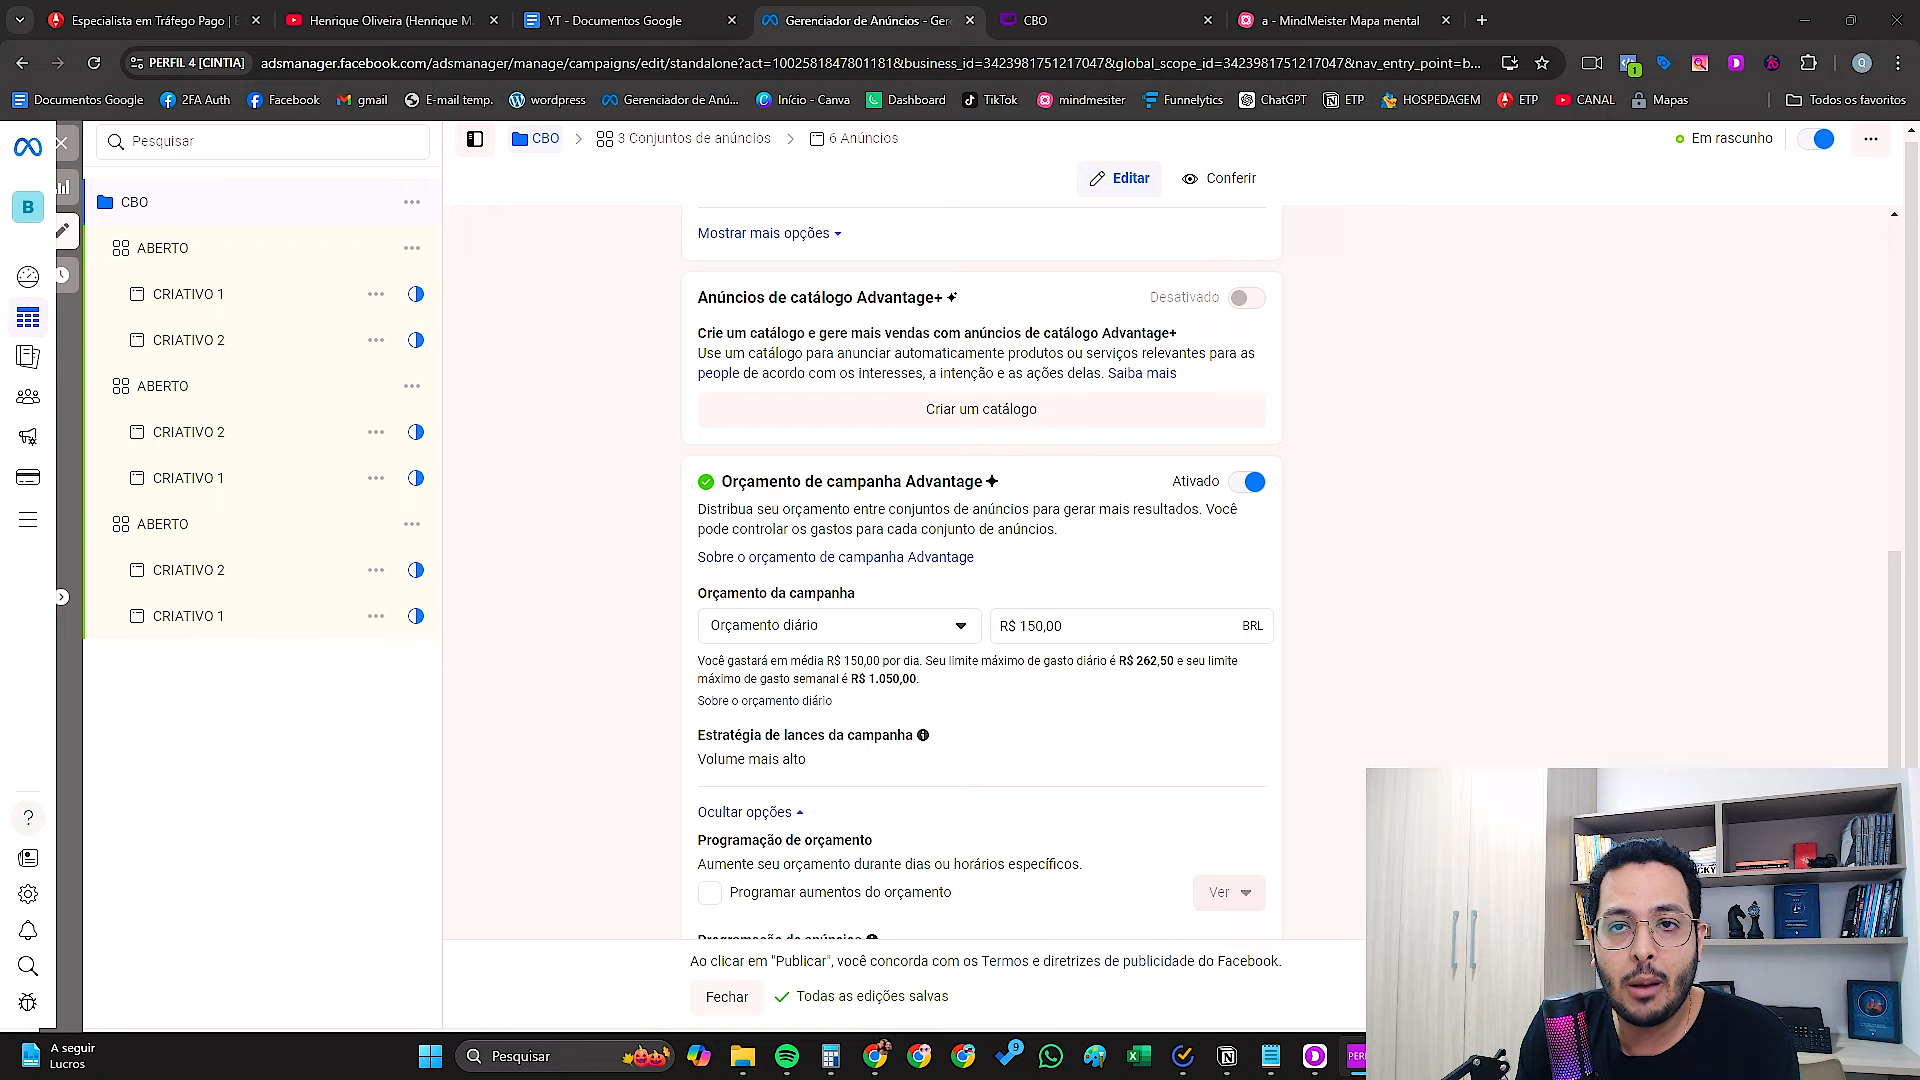 Especialista em Tráfego Pago |
Henrique Oliveira (Henrique M
YT - Documentos Google
Gerenciador de Anúncios - Gere
CBO
a - MindMeister Mapa mental
PERFIL 4 [CINTIA]
adsmanager.facebook.com/adsmanager/manage/campaigns/edit/standalone?act=1002581847801181&business_id=3423981751217047&global_scope_id=3423981751217047&nav_entry_point=b...
Documentos Google
2FA Auth
Facebook
gmail
E-mail temp.
wordpress
Gerenciador de Anú...
Início - Canva
Dashboard
TikTok
mindmesiter
Funnelytics
ChatGPT
ETP
HOSPEDAGEM
ETP
CANAL
Mapas
Todos os favoritos
Pesquisar
CBO
3 Conjuntos de anúncios
6 Anúncios
Em rascunho
Editar
Conferir
B
CBO
ABERTO
CRIATIVO 1
CRIATIVO 2
ABERTO
CRIATIVO 2
CRIATIVO 1
ABERTO
CRIATIVO 2
CRIATIVO 1
Mostrar mais opções
Anúncios de catálogo Advantage+
Desativado
Crie um catálogo e gere mais vendas com anúncios de catálogo Advantage+
Use um catálogo para anunciar automaticamente produtos ou serviços relevantes para as
people de acordo com os interesses, a intenção e as ações delas. Saiba mais
Criar um catálogo
Orçamento de campanha Advantage
Ativado
Distribua seu orçamento entre conjuntos de anúncios para gerar mais resultados. Você
pode controlar os gastos para cada conjunto de anúncios.
Sobre o orçamento de campanha Advantage
Orçamento da campanha
Orçamento diário
R$ 150,00
BRL
Você gastará em média R$ 150,00 por dia. Seu limite máximo de gasto diário é R$ 262,50 e seu limite
máximo de gasto semanal é R$ 1.050,00.
Sobre o orçamento diário
Estratégia de lances da campanha
Volume mais alto
Ocultar opções
Programação de orçamento
Aumente seu orçamento durante dias ou horários específicos.
Programar aumentos do orçamento
Ver
Programação de anúncios
Ao clicar em "Publicar", você concorda com os Termos e diretrizes de publicidade do Facebook.
Fechar
Todas as edições salvas
A seguir
Lucros
Pesquisar
9